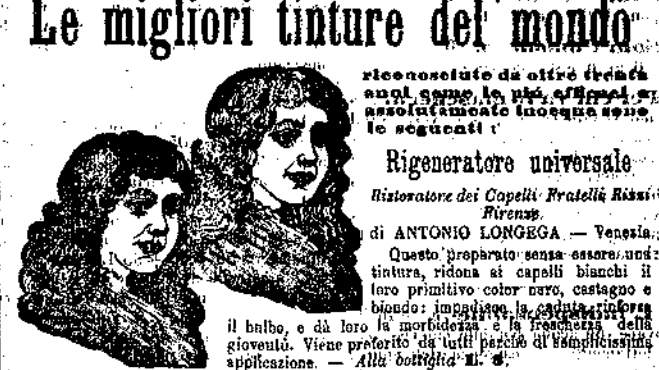 Le migliori tinture del mondo
riconosciute da oltre trenta
anni come le più efficaci e
assolutamente inocque sono
le seguenti :
Rigeneratore universale
Ristoratore dei Capelli Fratelli Rizzi
Firenze
di ANTONIO LONGEGA — Venezia.
Questo preparato senza essere una
tintura, ridona ai capelli bianchi il
loro primitivo color nero, castagno e
biondo: impedisce la caduta, rinforza
il bulbo, e dà loro la morbidezza e la freschezza della
gioventù. Viene preferito da tutti perchè di semplicissima
applicazione. — Alla bottiglia L. 3.